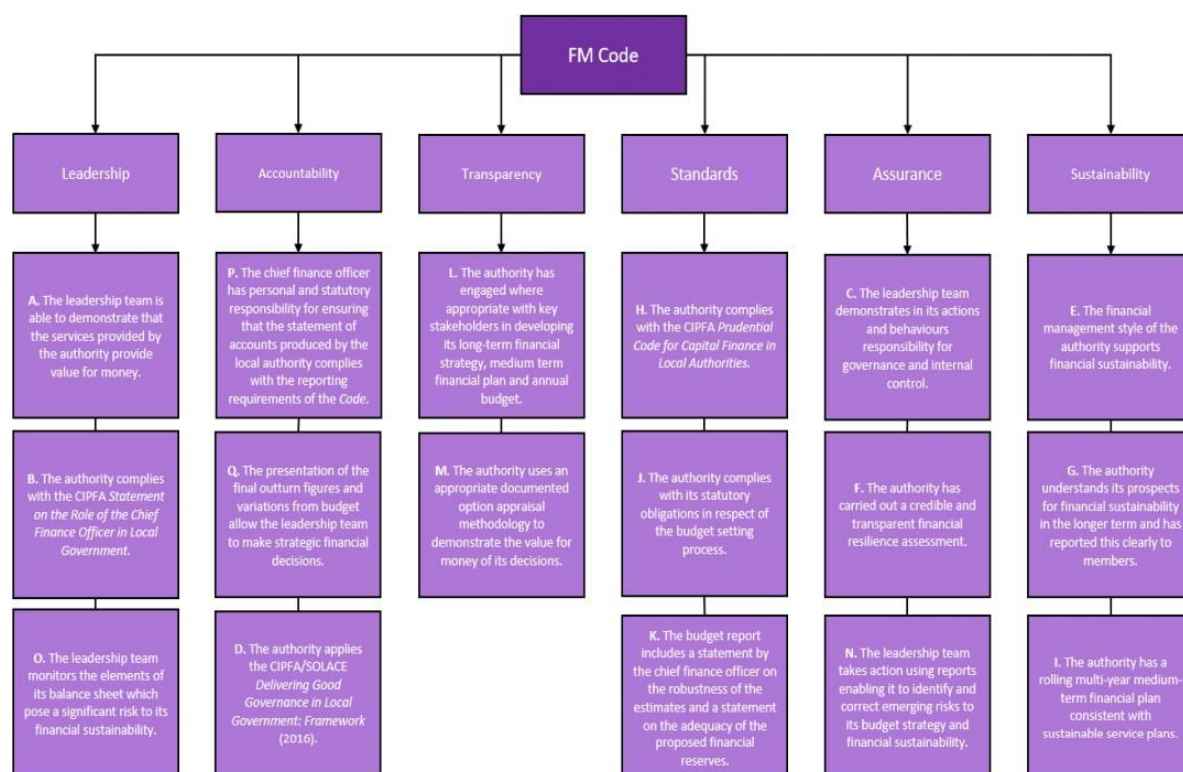 FM Code
Leadership
Accountability
Transparency
Standards
Assurance
Sustainability
A. The leadership team is
able to demonstrate that
the services provided by
the authority provide
value for money.
P. The chief finance officer
has personal and statutory
responsibility for ensuring
that the statement of
accounts produced by the
local authority complies
with the reporting
requirements of the Code.
L. The authority has
engaged where
appropriate with key
stakeholders in developing
its long-term financial
strategy, medium term
financial plan and annual
budget.
H. The authority complies
with the CIPFA Prudential
Code for Capital Finance in
Local Authorities.
C. The leadership team
demonstrates in its actions
and behaviours
responsibility for
governance and internal
control.
E. The financial
management style of the
authority supports
financial sustainability.
B. The authority complies
with the CIPFA Statement
on the Role of the Chief
Finance Officer in Local
Government.
Q. The presentation of the
final outturn figures and
variations from budget
allow the leadership team
to make strategic financial
decisions.
M. The authority uses an
appropriate documented
option appraisal
methodology to
demonstrate the value for
money of its decisions.
J. The authority complies
with its statutory
obligations in respect of
the budget setting
process.
F. The authority has
carried out a credible and
transparent financial
resilience assessment.
G. The authority
understands its prospects
for financial sustainability
in the longer term and has
reported this clearly to
members.
O. The leadership team
monitors the elements of
its balance sheet which
pose a significant risk to its
financial sustainability.
D. The authority applies
the CIPFA/SOLACE
Delivering Good
Governance in Local
Government: Framework
(2016).
K. The budget report
includes a statement by
the chief finance officer on
the robustness of the
estimates and a statement
on the adequacy of the
proposed financial
reserves.
N. The leadership team
takes action using reports
enabling it to identify and
correct emerging risks to
its budget strategy and
financial sustainability.
I. The authority has a
rolling multi-year medium-
term financial plan
consistent with
sustainable service plans.